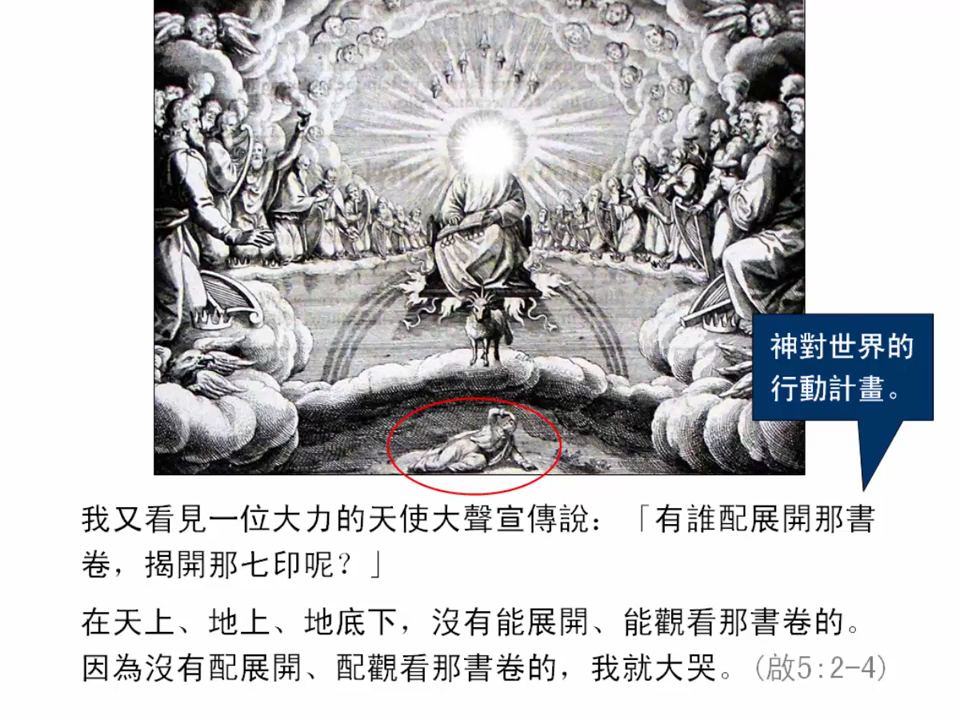 神對世界的
行動計畫。
我又看見一位大力的天使大聲宣傳說：「有誰配展開那書
卷，揭開那七印呢？」
在天上、地上、地底下，沒有能展開、能觀看那書卷的。
因為沒有配展開、配觀看那書卷的，我就大哭。(啟5:2-4)